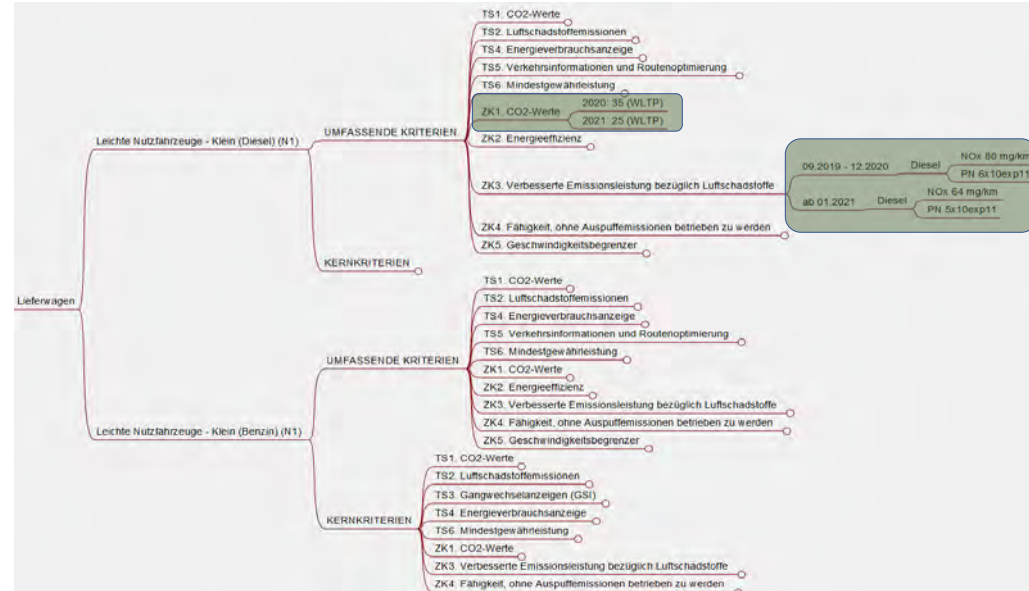 TS1. CO2-Werte
TS2. Luftschadstoffemissionen
TS4. Energieverbrauchsanzeige
TS5. Verkehrsinformationen und Routenoptimierung
TS6. Mindestgewährleistung
ZK1. CO2-Werte
2020: 35 (WLTP)
2021: 25 (WLTP)
Leichte Nutzfahrzeuge - Klein (Diesel) (N1)
UMFASSENDE KRITERIEN
ZK2. Energieeffizienz
ZK3. Verbesserte Emissionsleistung bezüglich Luftschadstoffe
09.2019 - 12.2020
Diesel
NOx 80 mg/km
PN 6x10exp11
ab 01.2021
Diesel
NOx 64 mg/km
PN 5x10exp11
ZK4. Fähigkeit, ohne Auspuffemissionen betrieben zu werden
ZK5. Geschwindigkeitsbegrenzer
KERNKRITERIEN
Lieferwagen
TS1. CO2-Werte
TS2. Luftschadstoffemissionen
TS4. Energieverbrauchsanzeige
TS5. Verkehrsinformationen und Routenoptimierung
TS6. Mindestgewährleistung
UMFASSENDE KRITERIEN
ZK1. CO2-Werte
ZK2. Energieeffizienz
ZK3. Verbesserte Emissionsleistung bezüglich Luftschadstoffe
ZK4. Fähigkeit, ohne Auspuffemissionen betrieben zu werden
ZK5. Geschwindigkeitsbegrenzer
Leichte Nutzfahrzeuge - Klein (Benzin) (N1)
TS1. CO2-Werte
TS2. Luftschadstoffemissionen
TS3. Gangwechselanzeigen (GSI)
TS4. Energieverbrauchsanzeige
KERNKRITERIEN
TS6. Mindestgewährleistung
ZK1. CO2-Werte
ZK3. Verbesserte Emissionsleistung bezüglich Luftschadstoffe
ZK4. Fähigkeit, ohne Auspuffemissionen betrieben zu werden